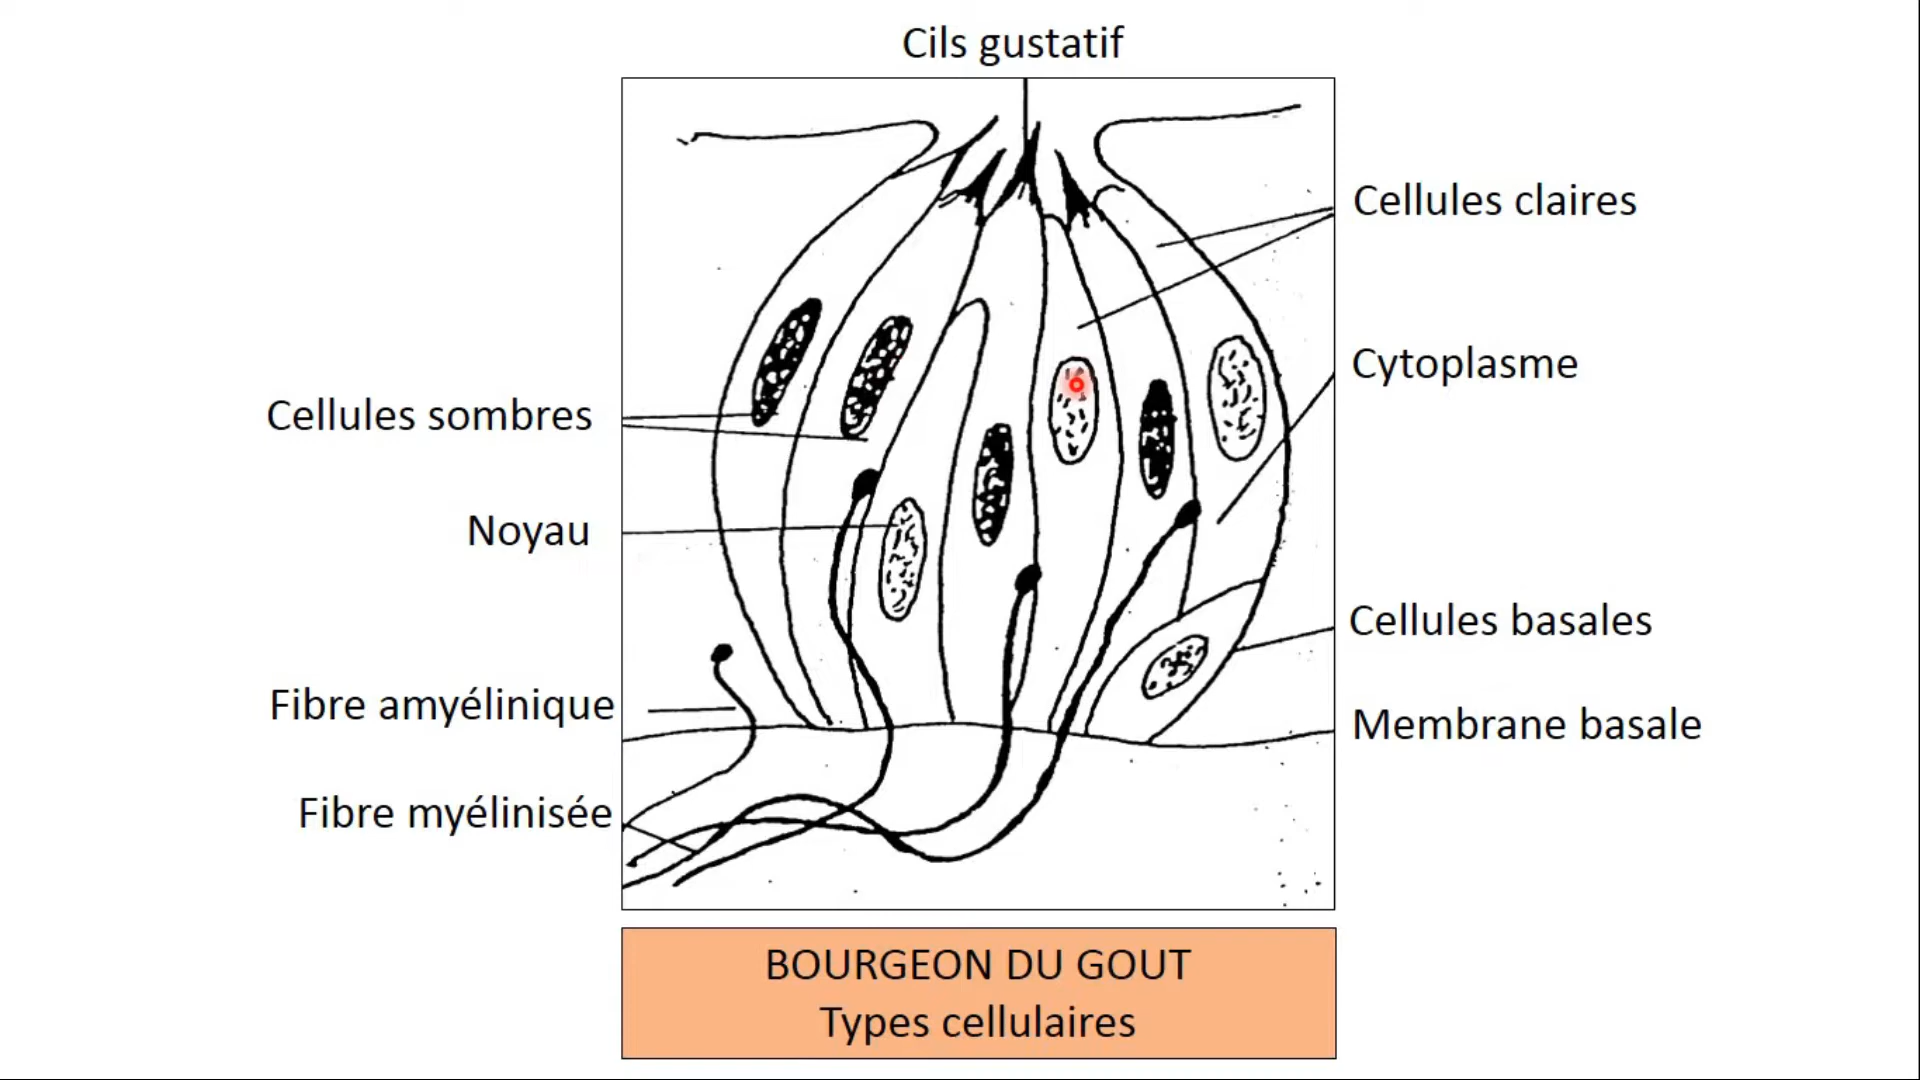 Cils gustatif
Cellules claires
Cytoplasme
Cellules sombres
Noyau
Cellules basales
Fibre amyélinique
Membrane basale
Fibre myélinisée
BOURGEON DU GOUT
Types cellulaires